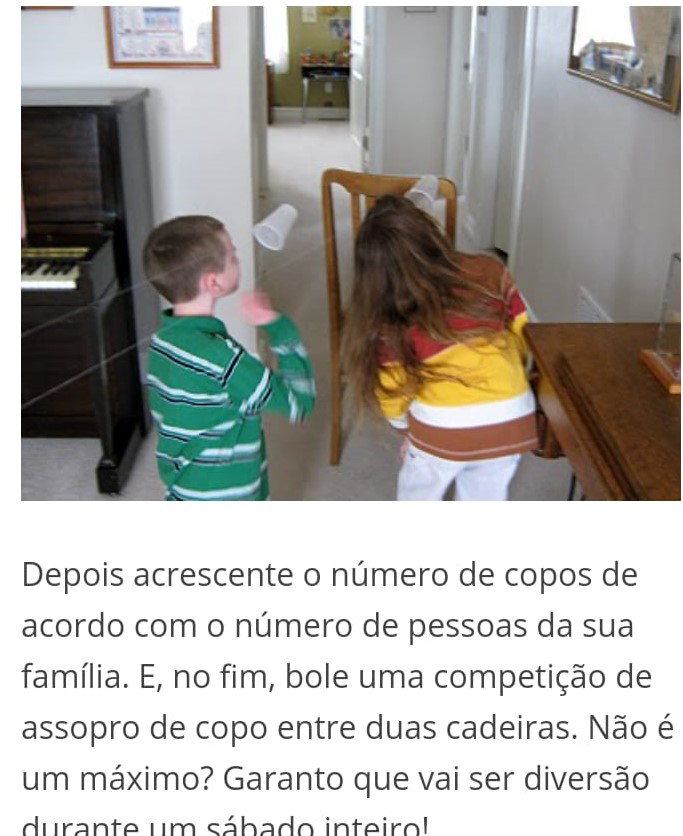 Depois acrescente o número de copos de
acordo com o número de pessoas da sua
família. E, no fim, bole uma competição de
assopro de copo entre duas cadeiras. Não é
um máximo? Garanto que vai ser diversão
durante um sábado inteiro!